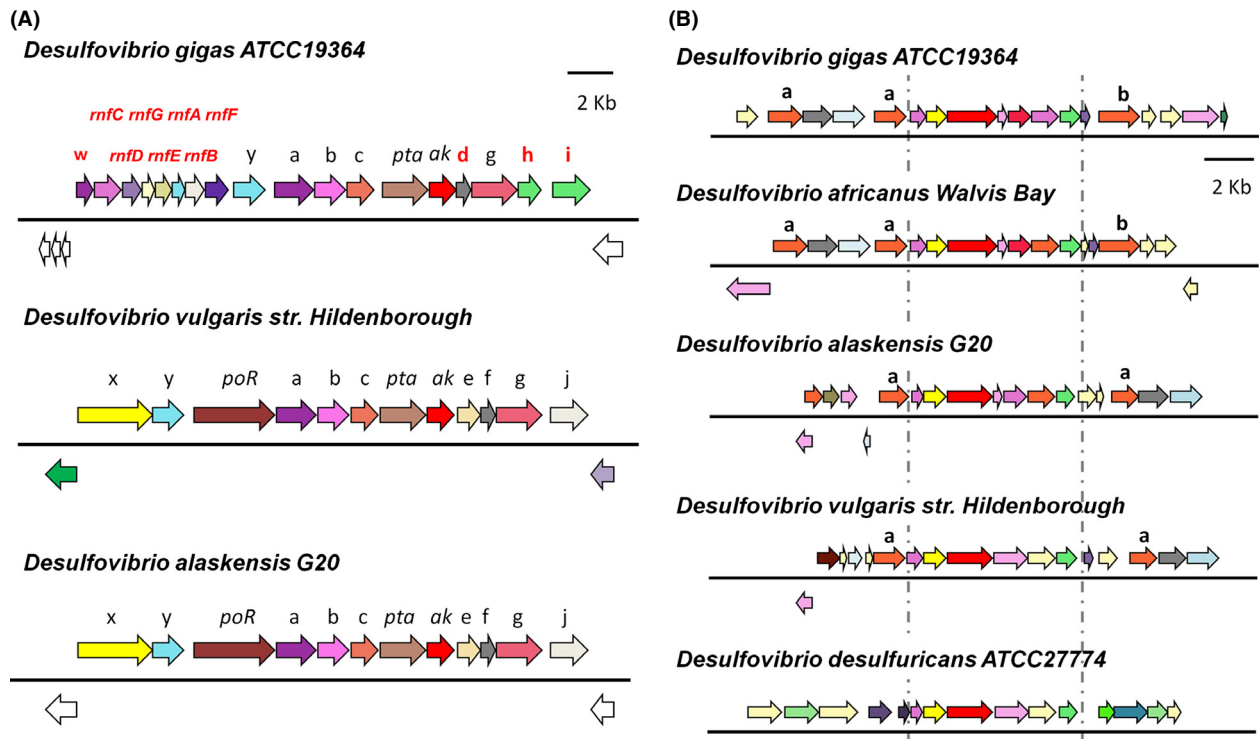 (A)
Desulfovibrio gigas ATCC19364
2 Kb
rnfC rnfG rnfA rnfF
w rnfD rnfE rnfB y a b c pta ak d g h i
Desulfovibrio vulgaris str. Hildenborough
x y poR a b c pta ak e f g j
Desulfovibrio alaskensis G20
x y poR a b c pta ak e f g j
(B)
Desulfovibrio gigas ATCC19364
a a b
2 Kb
Desulfovibrio africanus Walvis Bay
a a b
Desulfovibrio alaskensis G20
a a
Desulfovibrio vulgaris str. Hildenborough
a a
Desulfovibrio desulfuricans ATCC27774